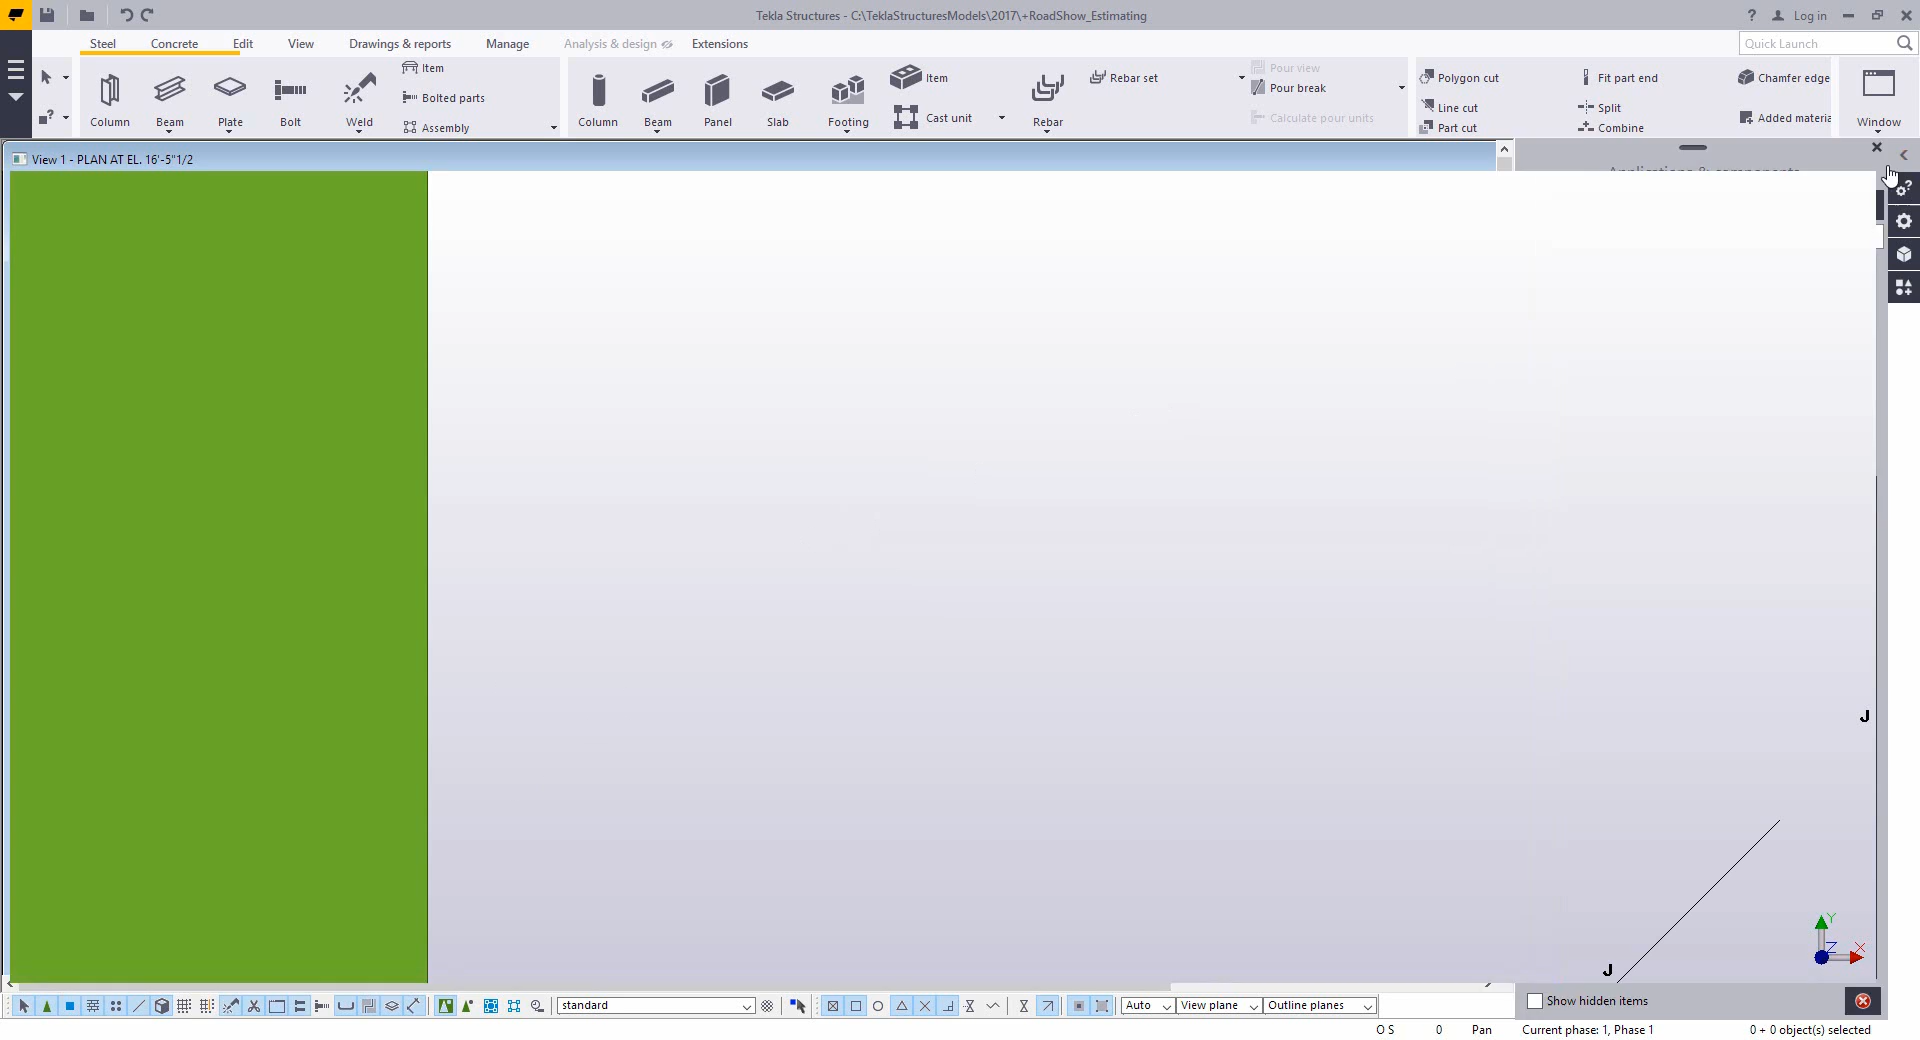 Tekla Structures - C:\TeklaStructuresModels\2017\+RoadShow_Estimating
? Log in
Steel Concrete Edit View Drawings & reports Manage Analysis & design Extensions
Quick Launch
Column Beam Plate Bolt Weld
Item
Bolted parts
Assembly
Column Beam Panel Slab Footing
Item
Cast unit
Rebar
Rebar set
Pour view
Pour break
Calculate pour units
Polygon cut
Line cut
Part cut
Fit part end
Split
Combine
Chamfer edge
Added materia
Window
View 1 - PLAN AT EL. 16'-5"1/2
Applications & components
J
J
Y
Z X
standard
Auto View plane Outline planes
Show hidden items
O S 0 Pan Current phase: 1, Phase 1 0 + 0 object(s) selected